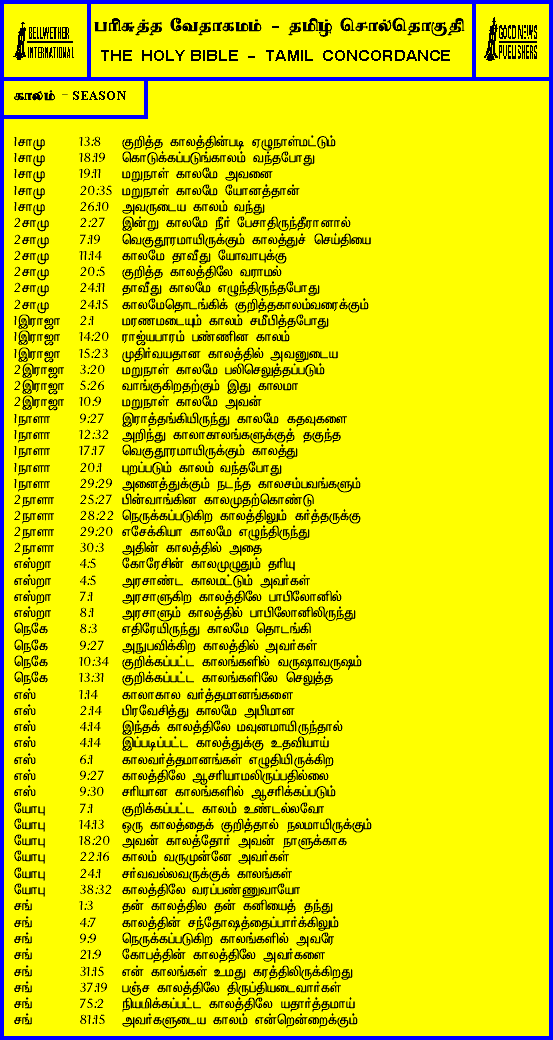 BELLWETHER
INTERNATIONAL
பரிசுத்த வேதாகமம் - தமிழ் சொல்தொகுதி
THE HOLY BIBLE - TAMIL CONCORDANCE
GOOD NEWS
PUBLISHERS
காலம் - SEASON
1சாமு 13:8 குறித்த காலத்தின்படி ஏழுநாள்மட்டும்
1சாமு 18:19 கொடுக்கப்படுங்காலம் வந்தபோது
1சாமு 19:11 மறுநாள் காலமே அவனை
1சாமு 20:35 மறுநாள் காலமே யோனத்தான்
1சாமு 26:10 அவருடைய காலம் வந்து
2சாமு 2:27 இன்று காலமே நீர் பேசாதிருந்தீரானால்
2சாமு 7:19 வெகுதூரமாயிருக்கும் காலத்துச் செய்தியை
2சாமு 11:14 காலமே தாவீது யோவாபுக்கு
2சாமு 20:5 குறித்த காலத்திலே வராமல்
2சாமு 24:11 தாவீது காலமே எழுந்திருந்தபோது
2சாமு 24:15 காலமேதொடங்கிக் குறித்தகாலம்வரைக்கும்
1இராஜா 2:1 மரணமடையும் காலம் சமீபித்தபோது
1இராஜா 14:20 ராஜ்யபாரம் பண்ணின காலம்
1இராஜா 15:23 முதிர்வயதான காலத்தில் அவனுடைய
2இராஜா 3:20 மறுநாள் காலமே பலிசெலுத்தப்படும்
2இராஜா 5:26 வாங்குகிறதற்கும் இது காலமா
2இராஜா 10:9 மறுநாள் காலமே அவன்
1நாளா 9:27 இராத்தங்கியிருந்து காலமே கதவுகளை
1நாளா 12:32 அறிந்து காலாகாலங்களுக்குத் தகுந்த
1நாளா 17:17 வெகுதூரமாயிருக்கும் காலத்து
1நாளா 20:1 புறப்படும் காலம் வந்தபோது
1நாளா 29:29 அனைத்துக்கும் நடந்த காலசம்பவங்களும்
2நாளா 25:27 பின்வாங்கின காலமுதற்கொண்டு
2நாளா 28:22 நெருக்கப்படுகிற காலத்திலும் கர்த்தருக்கு
2நாளா 29:20 எசேக்கியா காலமே எழுந்திருந்து
2நாளா 30:3 அதின் காலத்தில் அதை
எஸ்றா 4:5 கோரேசின் காலமுழுதும் தரியு
எஸ்றா 4:5 அரசாண்ட காலமட்டும் அவர்கள்
எஸ்றா 7:1 அரசாளுகிற காலத்திலே பாபிலோனில்
எஸ்றா 8:1 அரசாளும் காலத்தில் பாபிலோனிலிருந்து
நெகே 8:3 எதிரேயிருந்து காலமே தொடங்கி
நெகே 9:27 அநுபவிக்கிற காலத்தில் அவர்கள்
நெகே 10:34 குறிக்கப்பட்ட காலங்களில் வருஷாவருஷம்
நெகே 13:31 குறிக்கப்பட்ட காலங்களிலே செலுத்த
எஸ் 1:14 காலாகால வர்த்தமானங்களை
எஸ் 2:14 பிரவேசித்து காலமே அபிமான
எஸ் 4:14 இந்தக் காலத்திலே மவுனமாயிருந்தால்
எஸ் 4:14 இப்படிப்பட்ட காலத்துக்கு உதவியாய்
எஸ் 6:1 காலவர்த்தமானங்கள் எழுதியிருக்கிற
எஸ் 9:27 காலத்திலே ஆசரியாமலிருப்பதில்லை
எஸ் 9:30 சரியான காலங்களில் ஆசரிக்கப்படும்
யோபு 7:1 குறிக்கப்பட்ட காலம் உண்டல்லவோ
யோபு 14:13 ஒரு காலத்தைக் குறித்தால் நலமாயிருக்கும்
யோபு 18:20 அவன் காலத்தோர் அவன் நாளுக்காக
யோபு 22:16 காலம் வருமுன்னே அவர்கள்
யோபு 24:1 சர்வவல்லவருக்குக் காலங்கள்
யோபு 38:32 காலத்திலே வரப்பண்ணுவாயோ
சங் 1:3 தன் காலத்தில தன் கனியைத் தந்து
சங் 4:7 காலத்தின் சந்தோஷத்தைப்பார்க்கிலும்
சங் 9:9 நெருக்கப்படுகிற காலங்களில் அவரே
சங் 21:9 கோபத்தின் காலத்திலே அவர்களை
சங் 31:15 என் காலங்கள் உமது கரத்திலிருக்கிறது
சங் 37:19 பஞ்ச காலத்திலே திருப்தியடைவார்கள்
சங் 75:2 நியமிக்கப்பட்ட காலத்திலே யதார்த்தமாய்
சங் 81:15 அவர்களுடைய காலம் என்றென்றைக்கும்